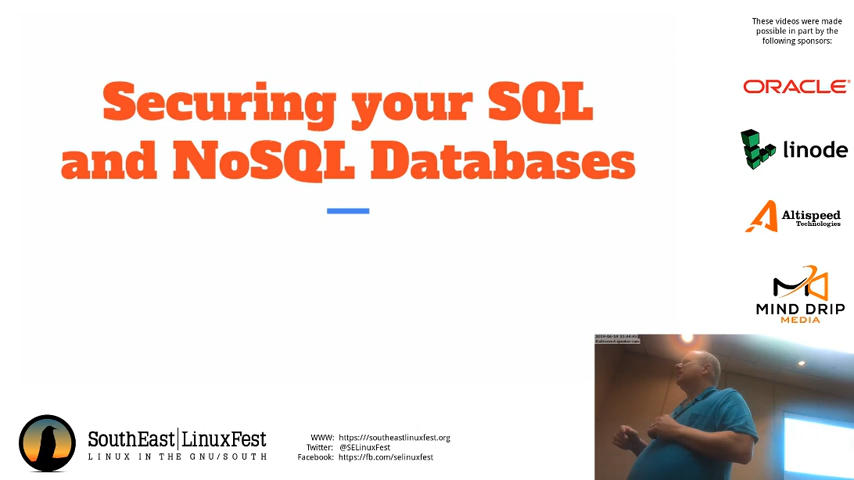 Securing your SQL
and NoSQL Databases
These videos were made
possible in part by the
following sponsors:
ORACLE
linode
Altispeed
Technologies
MIND DRIP
MEDIA
SouthEast|LinuxFest
LINUX IN THE GNU/SOUTH
WWW: https:///southeastlinuxfest.org
Twitter: @SELinuxFest
Facebook: https://fb.com/selinuxfest